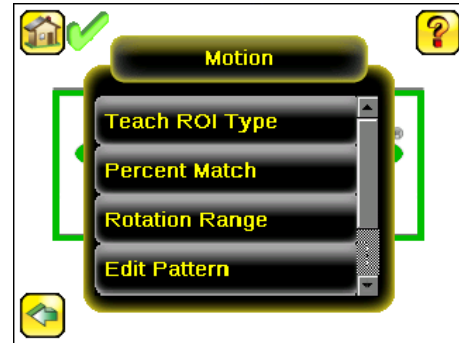 ?
Motion
Teach ROI Type
®
Percent Match
Rotation Range
Edit Pattern